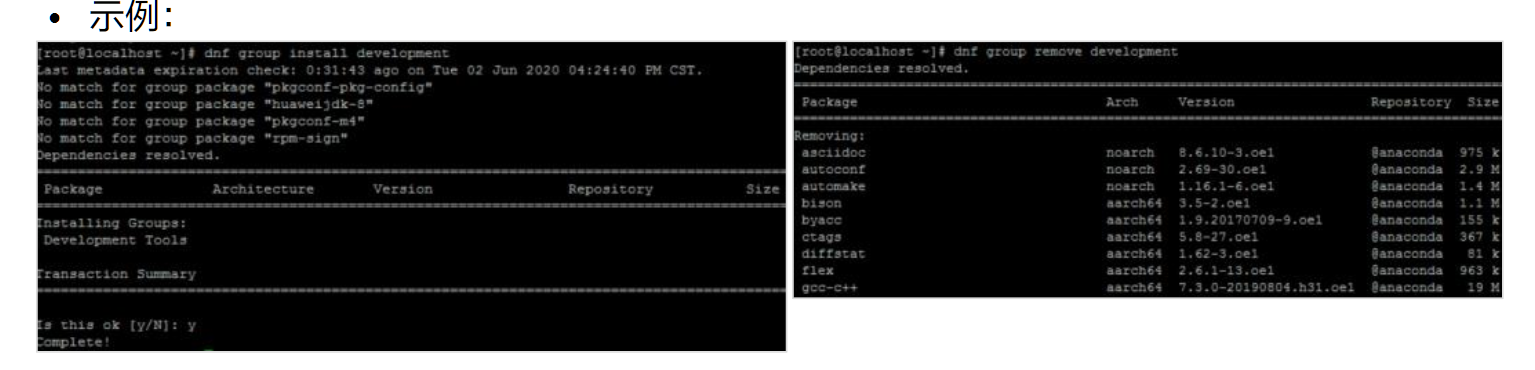 • 示例：
[root@localhost ~]# dnf group install development
Last metadata expiration check: 0:31:43 ago on Tue 02 Jun 2020 04:24:40 PM CST.
No match for group package "pkgconf-pkg-config"
No match for group package "huaweijdk-8"
No match for group package "pkgconf-m4"
No match for group package "rpm-sign"
Dependencies resolved.
Package Architecture Version Repository Size
Installing Groups:
Development Tools
Transaction Summary
Is this ok [y/N]: y
Complete!
[root@localhost ~]# dnf group remove development
Dependencies resolved.
Package Arch Version Repository Size
Removing:
asciidoc noarch 8.6.10-3.oe1 @anaconda 975 k
autoconf noarch 2.69-30.oe1 @anaconda 2.9 M
automake noarch 1.16.1-6.oe1 @anaconda 1.4 M
bison aarch64 3.5-2.oe1 @anaconda 1.1 M
byacc aarch64 1.9.20170709-9.oe1 @anaconda 155 k
ctags aarch64 5.8-27.oe1 @anaconda 367 k
diffstat aarch64 1.62-3.oe1 @anaconda 81 k
flex aarch64 2.6.1-13.oe1 @anaconda 963 k
gcc-c++ aarch64 7.3.0-20190804.h31.oe1 @anaconda 19 M